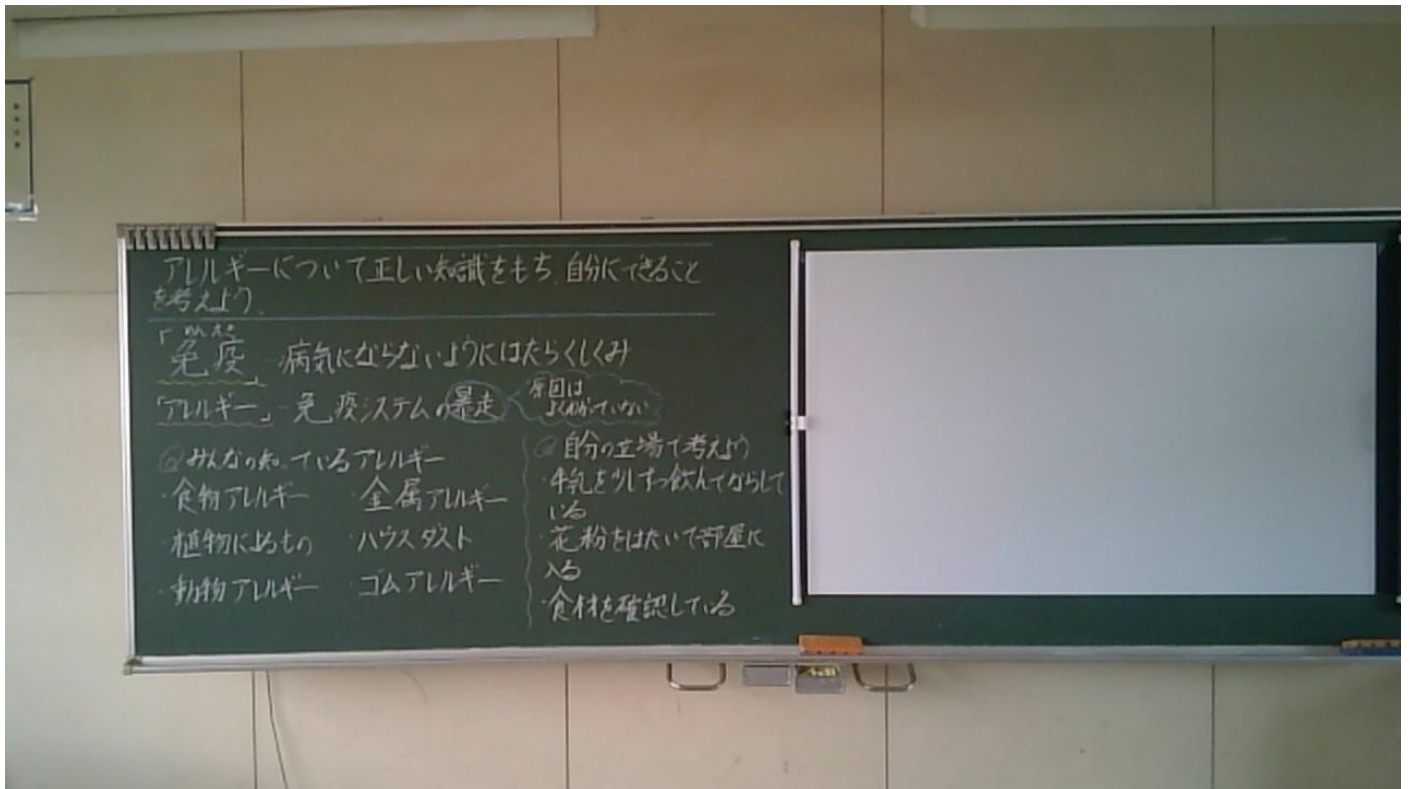 アレルギーについて正しい知識をもち、自分にできること
を考えよう。
めんえき
「免疫」…病気にならないようにはたらくしくみ
「アレルギー」…免疫システムの暴走
原因は
よくわかっていない
◎みんなの知っているアレルギー
・食物アレルギー ・金属アレルギー
・植物によるもの ・ハウスダスト
・動物アレルギー ・ゴムアレルギー
◎自分の立場で考えよう
・牛乳を少しずつ飲んでならして
いる
・花粉をはたいて部屋に
入る
・食材を確認している